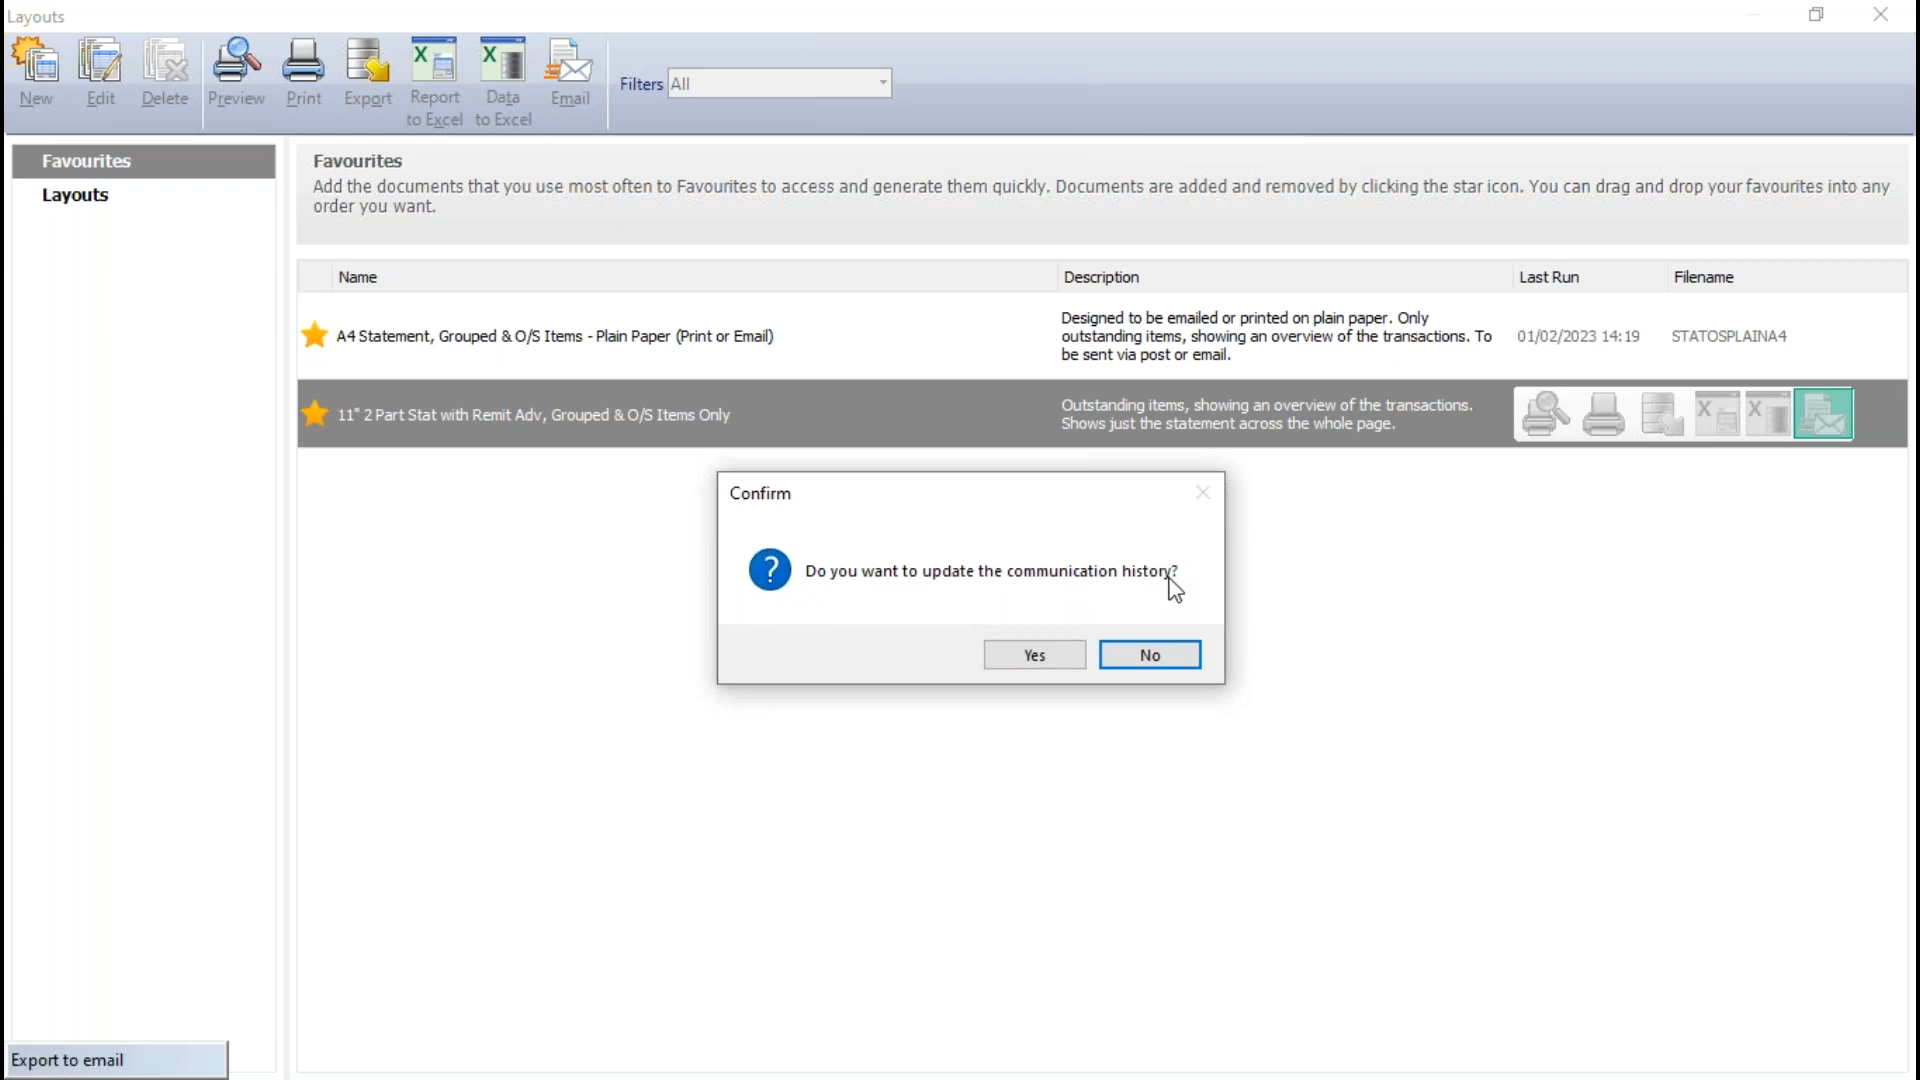 Layouts
New
Edit
Delete
Preview
Print
Export
Report
to Excel
Data
to Excel
Email
Filters All
Favourites
Layouts
Favourites
Add the documents that you use most often to Favourites to access and generate them quickly. Documents are added and removed by clicking the star icon. You can drag and drop your favourites into any
order you want.
Name
Description
Last Run
Filename
A4 Statement, Grouped & O/S Items - Plain Paper (Print or Email)
Designed to be emailed or printed on plain paper. Only
outstanding items, showing an overview of the transactions. To
be sent via post or email.
01/02/2023 14:19
STATOSPLAINA4
11" 2 Part Stat with Remit Adv, Grouped & O/S Items Only
Outstanding items, showing an overview of the transactions.
Shows just the statement across the whole page.
Confirm
Do you want to update the communication history?
Yes
No
Export to email